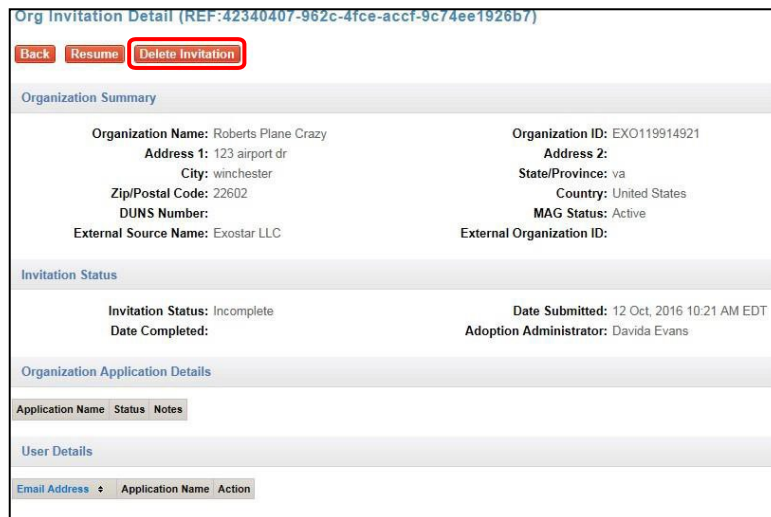 Org Invitation Detail (REF:42340407-962c-4fce-accf-9c74ee1926b7)
Back Resume Delete Invitation
Organization Summary
Organization Name: Roberts Plane Crazy Organization ID: EXO119914921
Address 1: 123 airport dr Address 2:
City: winchester State/Province: va
Zip/Postal Code: 22602 Country: United States
DUNS Number: MAG Status: Active
External Source Name: Exostar LLC External Organization ID:
Invitation Status
Invitation Status: Incomplete Date Submitted: 12 Oct, 2016 10:21 AM EDT
Date Completed: Adoption Administrator: Davida Evans
Organization Application Details
Application Name Status Notes
User Details
Email Address Application Name Action